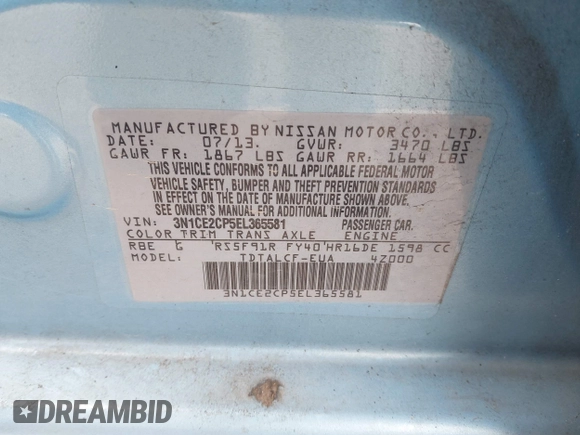 MANUFACTURED BY NISSAN MOTOR CO., LTD.
DATE: 07/13. GVWR: 3470 LBS
GAWR FR: 1867 LBS GAWR RR: 1664 LBS
THIS VEHICLE CONFORMS TO ALL APPLICABLE FEDERAL MOTOR
VEHICLE SAFETY, BUMPER AND THEFT PREVENTION STANDARDS
IN EFFECT ON THE DATE OF MANUFACTURE SHOWN ABOVE.
SEE OWNER'S MANUAL FOR ADDITIONAL INFORMATION.
VIN: 3N1CE2CP5EL365581 PASSENGER CAR.
COLOR TRIM TRANS AXLE ENGINE
RBE G RS5F91R FY40 HR16DE 1598 CC
MODEL: TDTALCF-EUA 4Z000
3N1CE2CP5EL365581
DREAMBID